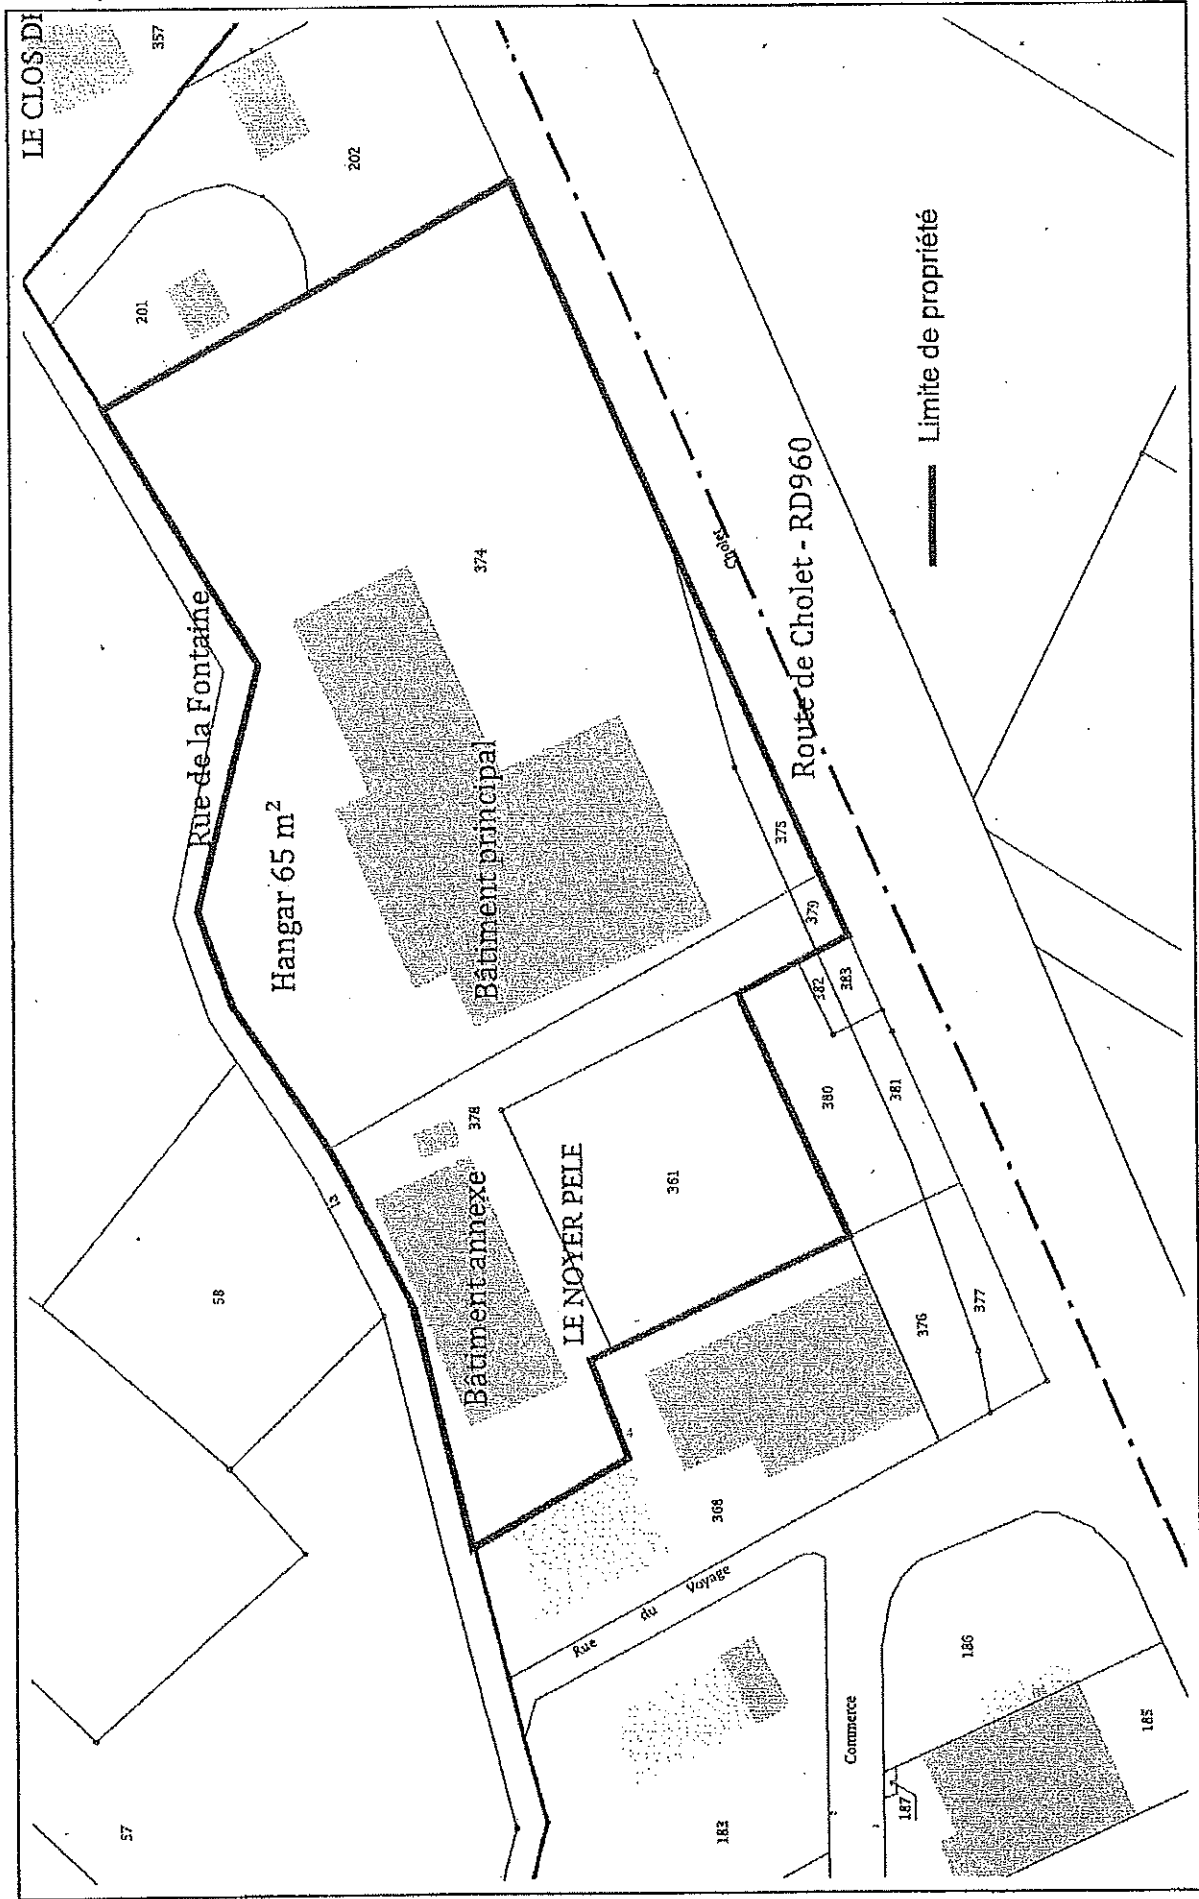 LE CLOS DI
357
202
201
Rue de la Fontaine
374
Hangar 65 m²
Bâtiment principal
Cholet
Route de Cholet - RD960
Limite de propriété
375
379
382
383
378
380
381
361
Bâtiment annexe
LE NOYER PELE
13
58
376
377
4
368
Rue du Voyage
186
185
Commerce
187
183
57